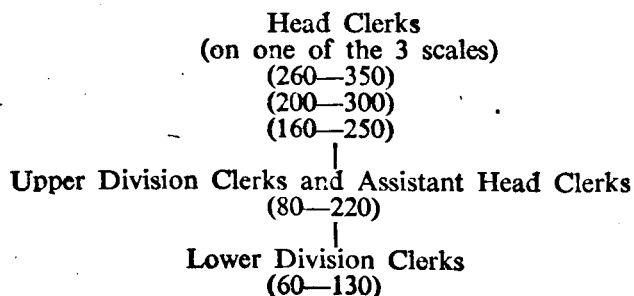 Head Clerks
(on one of the 3 scales)
(260—350)
(200—300)
(160—250)
Upper Division Clerks and Assistant Head Clerks
(80—220)
Lower Division Clerks
(60—130)